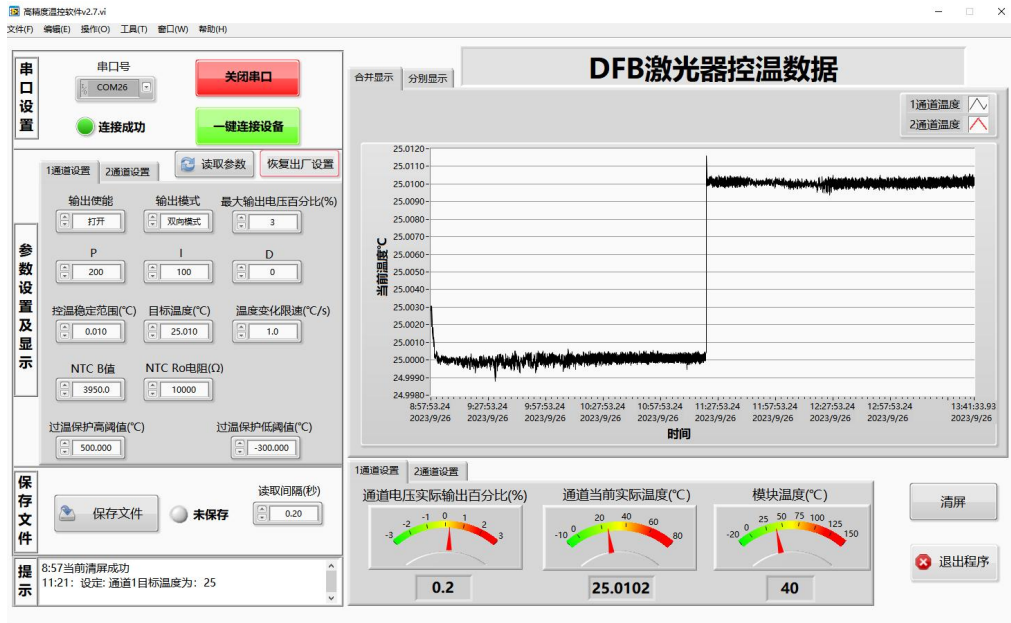 高精度温控软件v2.7.vi
文件(F) 编辑(E) 操作(O) 工具(T) 窗口(W) 帮助(H)
串口设置
串口号
COM26
关闭串口
连接成功
一键连接设备
参数设置及显示
1通道设置 2通道设置 读取参数 恢复出厂设置
输出使能 输出模式 最大输出电压百分比(%)
打开 双向模式 3
P I D
200 100 0
控温稳定范围(℃) 目标温度(℃) 温度变化限速(℃/s)
0.010 25.010 1.0
NTC B值 NTC Ro电阻(Ω)
3950.0 10000
过温保护高阈值(℃) 过温保护低阈值(℃)
500.000 -300.000
保存文件
保存文件 未保存
读取间隔(秒)
0.20
提示
8:57当前清屏成功
11:21：设定: 通道1目标温度为：25
合并显示 分别显示
DFB激光器控温数据
1通道温度
2通道温度
当前温度℃
25.0120
25.0110
25.0100
25.0090
25.0080
25.0070
25.0060
25.0050
25.0040
25.0030
25.0020
25.0010
25.0000
24.9990
24.9980
8:57:53.24 9:27:53.24 9:57:53.24 10:27:53.24 10:57:53.24 11:27:53.24 11:57:53.24 12:27:53.24 12:57:53.24 13:41:33.93
2023/9/26 2023/9/26 2023/9/26 2023/9/26 2023/9/26 2023/9/26 2023/9/26 2023/9/26 2023/9/26 2023/9/26
时间
1通道设置 2通道设置
通道电压实际输出百分比(%) 通道当前实际温度(℃) 模块温度(℃)
-3 -2 -1 0 1 2 3
-10 0 20 40 60 80
-20 0 25 50 75 100 125 150
0.2 25.0102 40
清屏
退出程序